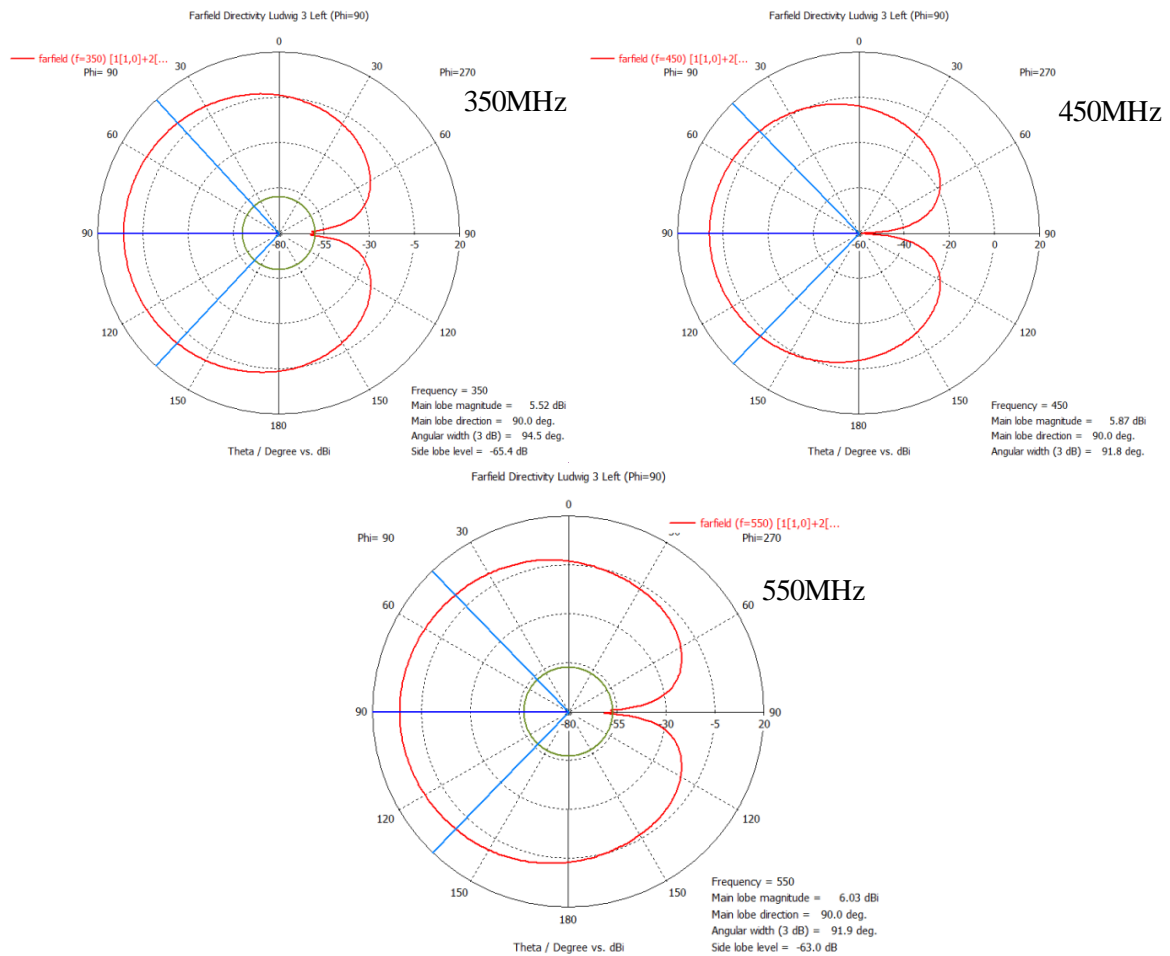 Farfield Directivity Ludwig 3 Left (Phi=90)
farfield (f=350) [1[1,0]+2[...
Phi= 90
0
Phi=270
350MHz
30
30
60
60
90
-80
-55
-30
-5
20
90
120
120
150
150
180
Frequency = 350
Main lobe magnitude = 5.52 dBi
Main lobe direction = 90.0 deg.
Angular width (3 dB) = 94.5 deg.
Side lobe level = -65.4 dB
Theta / Degree vs. dBi
Farfield Directivity Ludwig 3 Left (Phi=90)
farfield (f=450) [1[1,0]+2[...
Phi= 90
0
Phi=270
450MHz
30
30
60
60
90
-60
-40
-20
0
20
90
120
120
150
150
180
Frequency = 450
Main lobe magnitude = 5.87 dBi
Main lobe direction = 90.0 deg.
Angular width (3 dB) = 91.8 deg.
Theta / Degree vs. dBi
Farfield Directivity Ludwig 3 Left (Phi=90)
farfield (f=550) [1[1,0]+2[...
Phi= 90
0
Phi=270
550MHz
30
60
60
90
-80
-55
-30
-5
20
90
120
120
150
150
180
Frequency = 550
Main lobe magnitude = 6.03 dBi
Main lobe direction = 90.0 deg.
Angular width (3 dB) = 91.9 deg.
Side lobe level = -63.0 dB
Theta / Degree vs. dBi